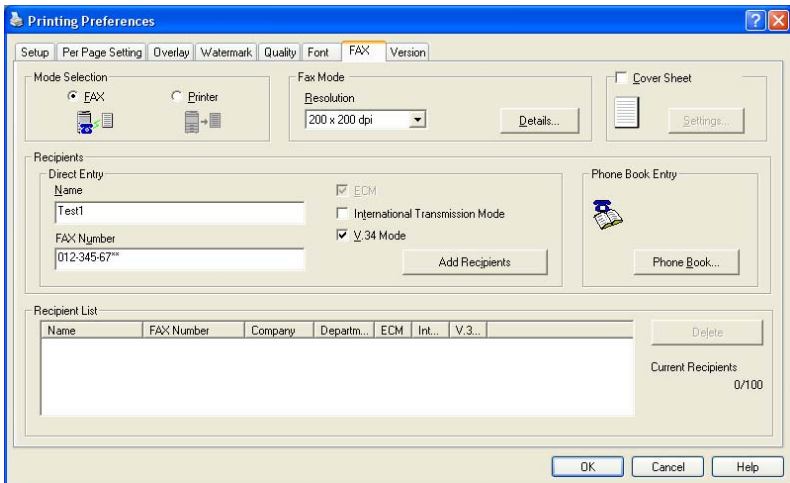 Printing Preferences
Setup Per Page Setting Overlay Watermark Quality Font FAX Version
Mode Selection
FAX Printer
Fax Mode
Resolution
200 x 200 dpi Details...
Cover Sheet
Settings...
Recipients
Direct Entry
Name
Test1
FAX Number
012-345-67**
ECM
International Transmission Mode
V.34 Mode
Add Recipients
Phone Book Entry
Phone Book...
Recipient List
Name FAX Number Company Departm... ECM Int... V.3...
Delete
Current Recipients
0/100
OK Cancel Help